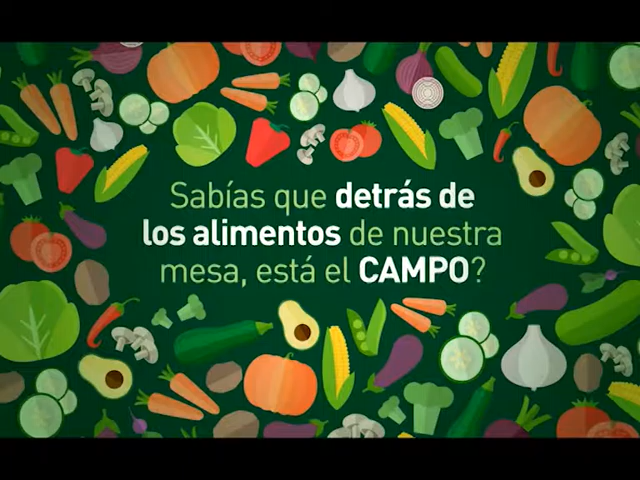 Sabías que detrás de
los alimentos de nuestra
mesa, está el CAMPO?